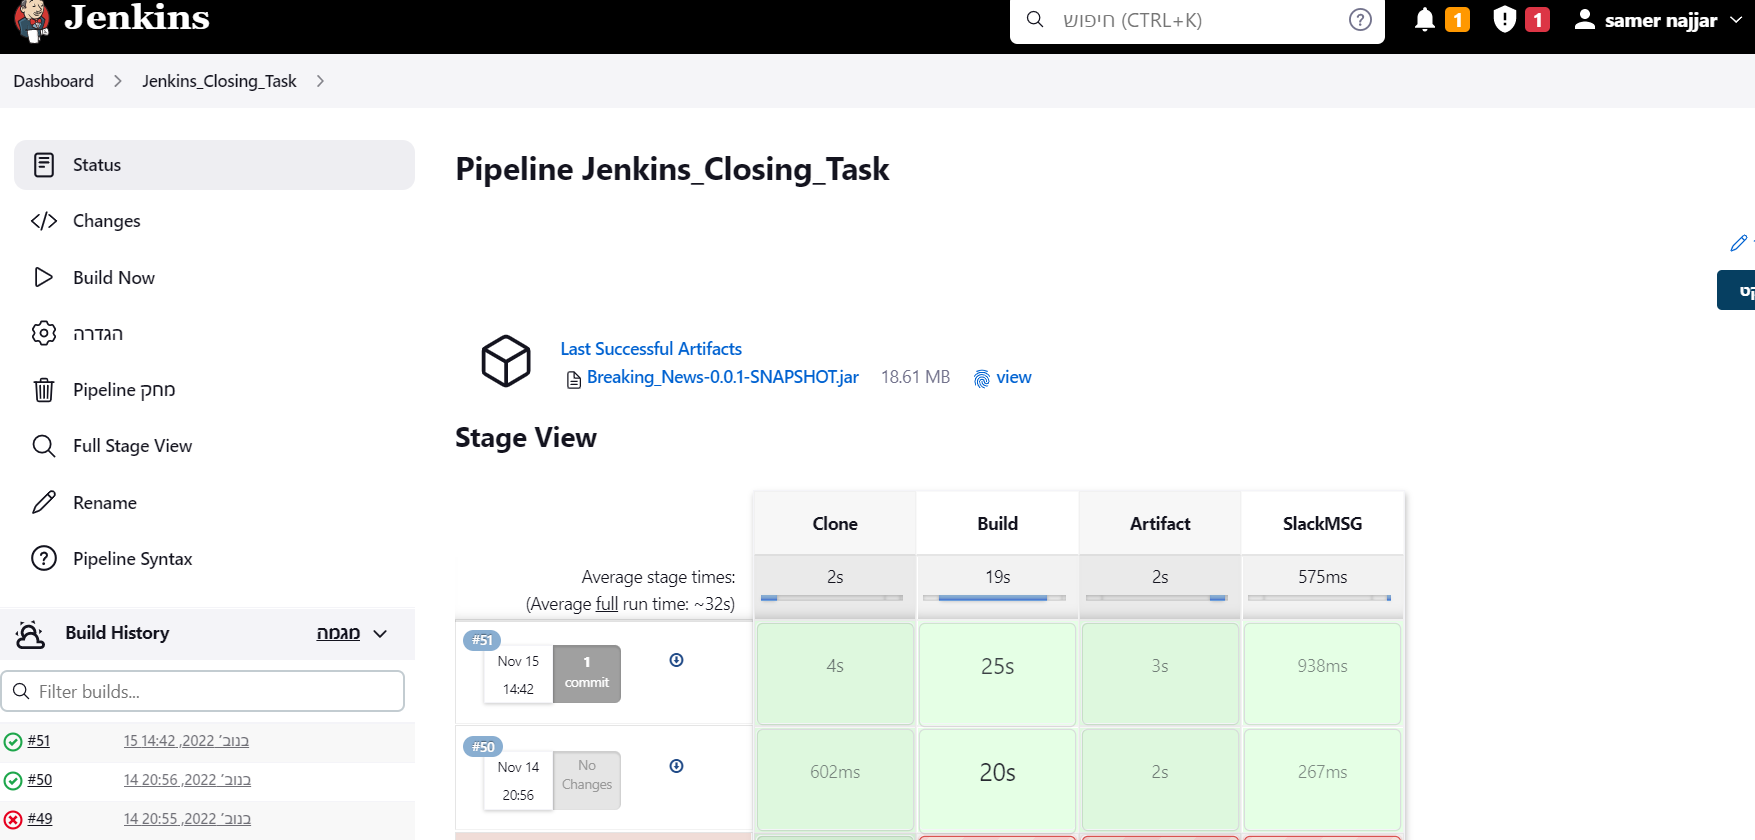 Jenkins
חיפוש (CTRL+K)
1
1
samer najjar
Dashboard
Jenkins_Closing_Task
Status
Changes
Build Now
הגדרה
מחק Pipeline
Full Stage View
Rename
Pipeline Syntax
Build History
מגמה
Filter builds...
#51
15 בנוב׳ 2022, 14:42
#50
14 בנוב׳ 2022, 20:56
#49
14 בנוב׳ 2022, 20:55
Pipeline Jenkins_Closing_Task
Last Successful Artifacts
Breaking_News-0.0.1-SNAPSHOT.jar 18.61 MB view
Stage View
Clone Build Artifact SlackMSG
Average stage times: 2s 19s 2s 575ms
(Average full run time: ~32s)
#51
Nov 15
14:42
1
commit
4s 25s 3s 938ms
#50
Nov 14
20:56
No
Changes
602ms 20s 2s 267ms